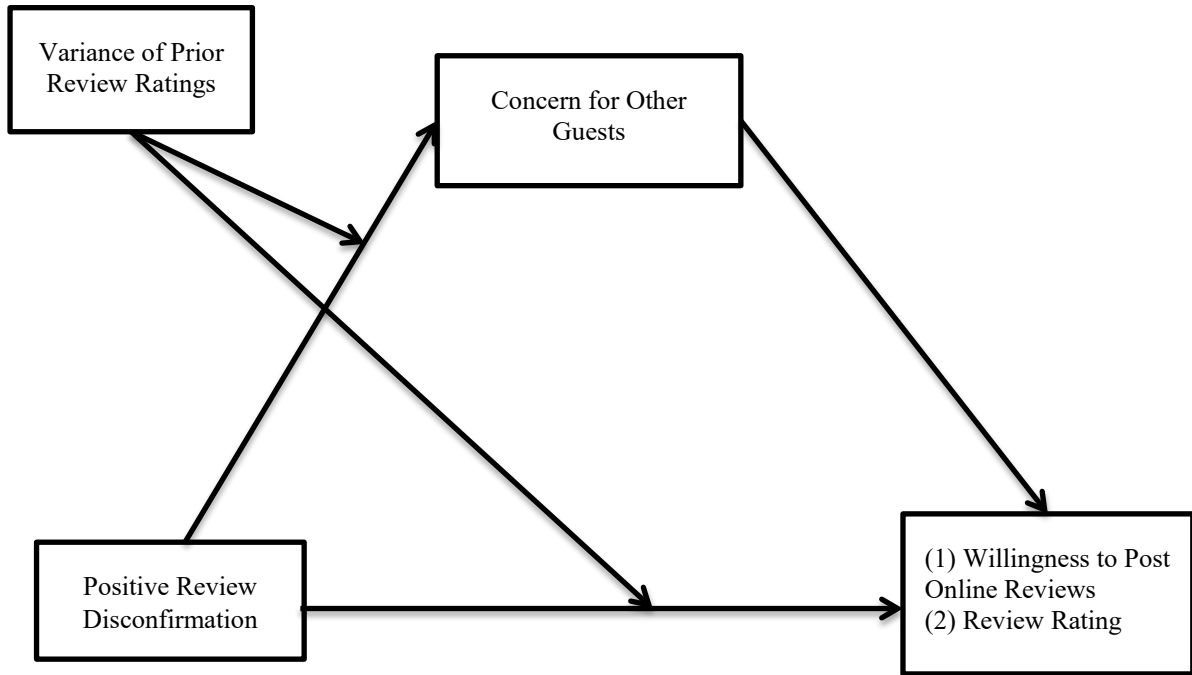 Variance of Prior
Review Ratings
Concern for Other
Guests
Positive Review
Disconfirmation
(1) Willingness to Post
Online Reviews
(2) Review Rating